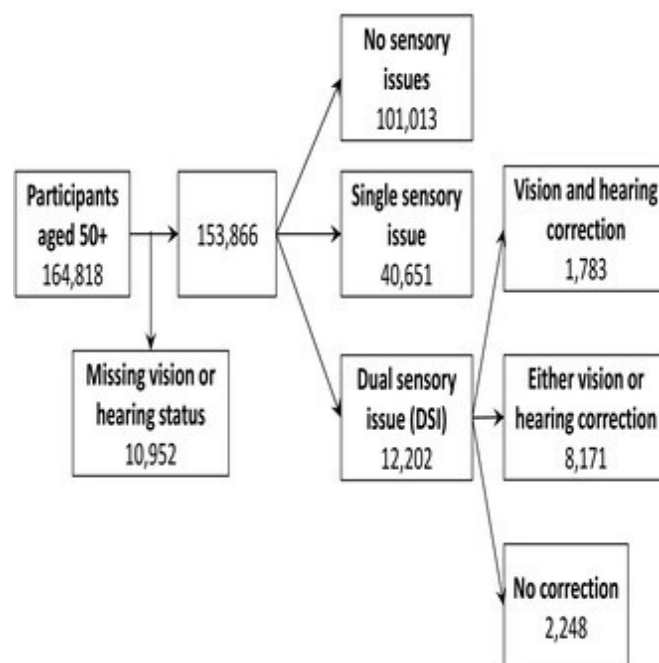 Participants
aged 50+
164,818
Missing vision or
hearing status
10,952
153,866
No sensory
issues
101,013
Single sensory
issue
40,651
Dual sensory
issue (DSI)
12,202
Vision and hearing
correction
1,783
Either vision or
hearing correction
8,171
No correction
2,248